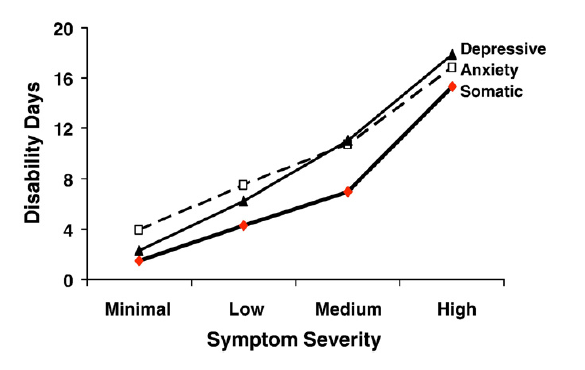 20
16
12
8
4
0
Disability Days
Depressive
Anxiety
Somatic
Minimal Low Medium High
Symptom Severity